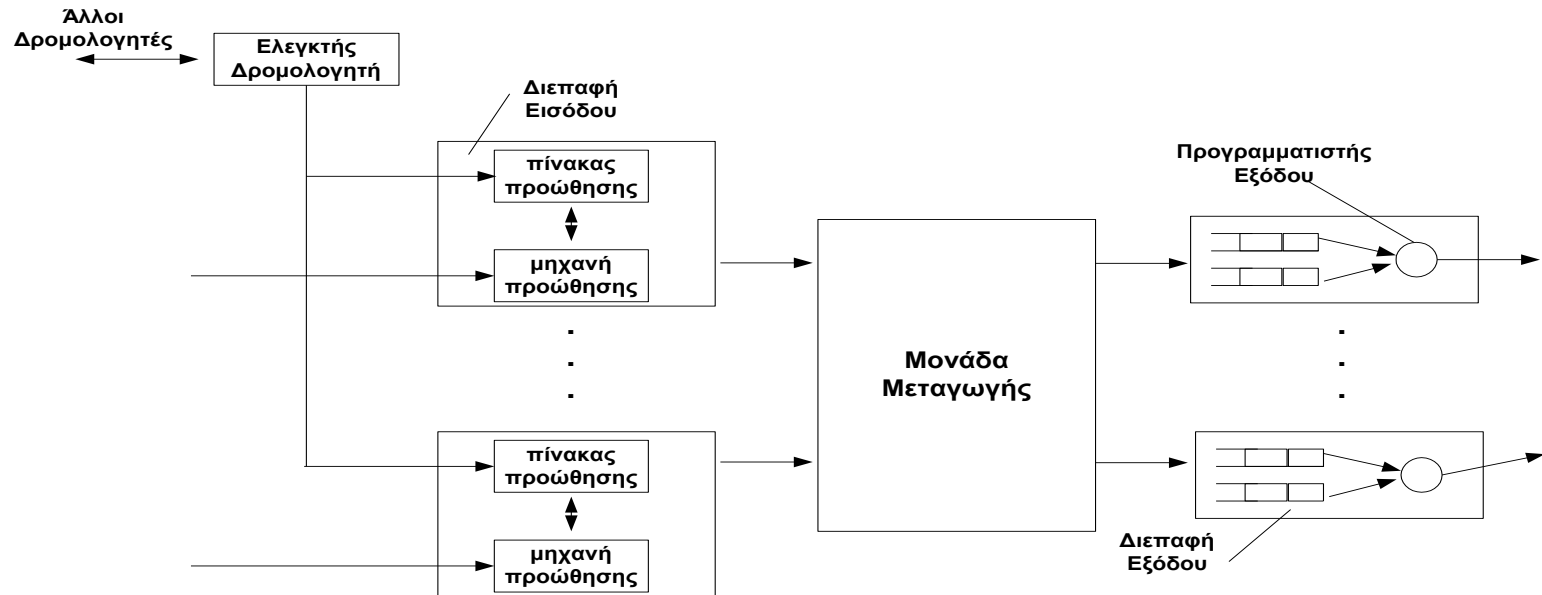 Άλλοι
Δρομολογητές
Ελεγκτής
Δρομολογητή
Διεπαφή
Εισόδου
πίνακας
προώθησης
μηχανή
προώθησης
πίνακας
προώθησης
μηχανή
προώθησης
Μονάδα
Μεταγωγής
Προγραμματιστής
Εξόδου
Διεπαφή
Εξόδου